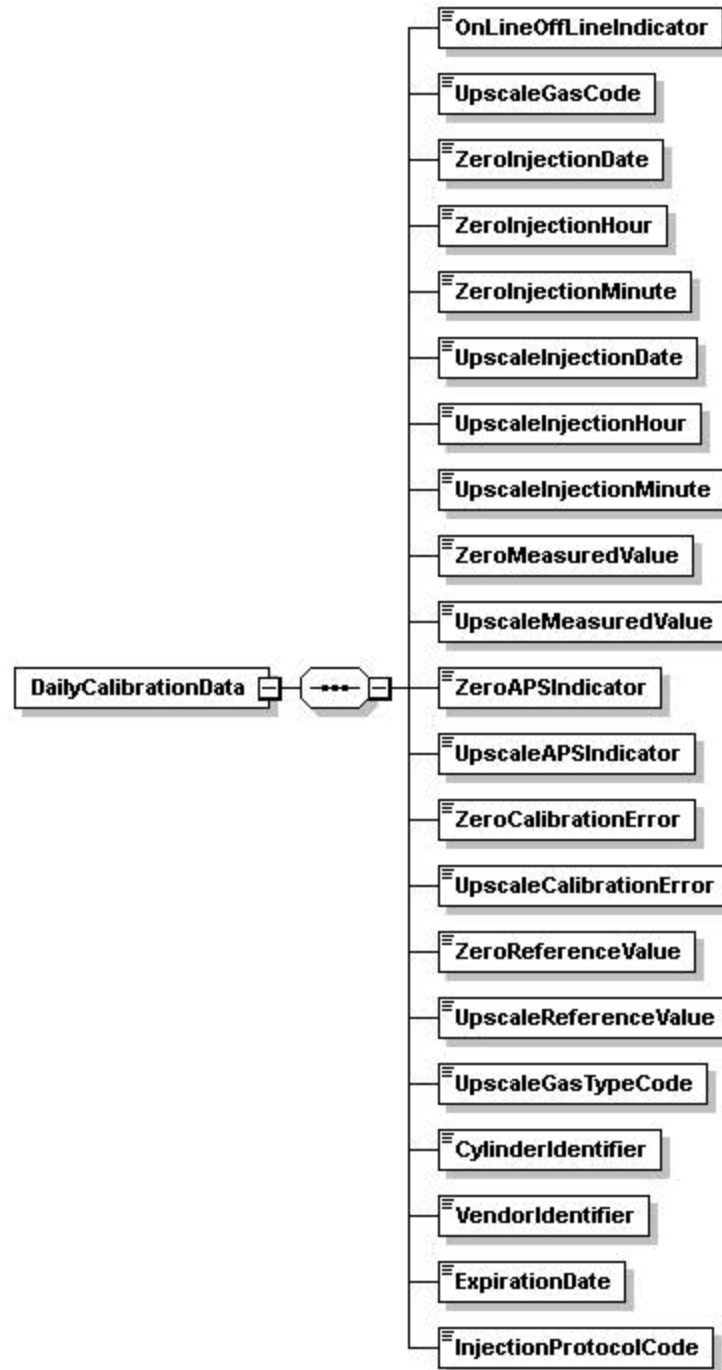 OnLineOffLineIndicator
UpscaleGasCode
ZeroInjectionDate
ZeroInjectionHour
ZeroInjectionMinute
UpscaleInjectionDate
UpscaleInjectionHour
UpscaleInjectionMinute
ZeroMeasuredValue
UpscaleMeasuredValue
DailyCalibrationData
ZeroAPSIndicator
UpscaleAPSIndicator
ZeroCalibrationError
UpscaleCalibrationError
ZeroReferenceValue
UpscaleReferenceValue
UpscaleGasTypeCode
CylinderIdentifier
VendorIdentifier
ExpirationDate
InjectionProtocolCode